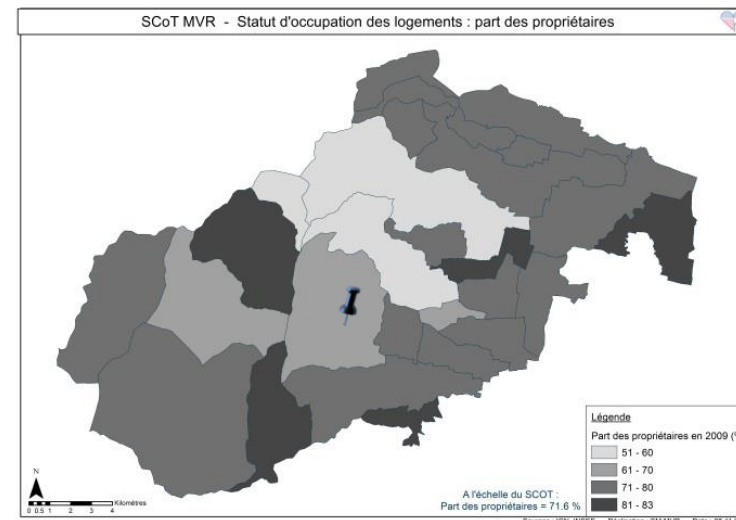 SCoT MVR - Statut d'occupation des logements : part des propriétaires
Légende
Part des propriétaires en 2009 (
51 - 60
61 - 70
71 - 80
81 - 83
N
0 0.5 1 2 3 4 Kilomètres
A l'échelle du SCOT :
Part des propriétaires = 71.6 %